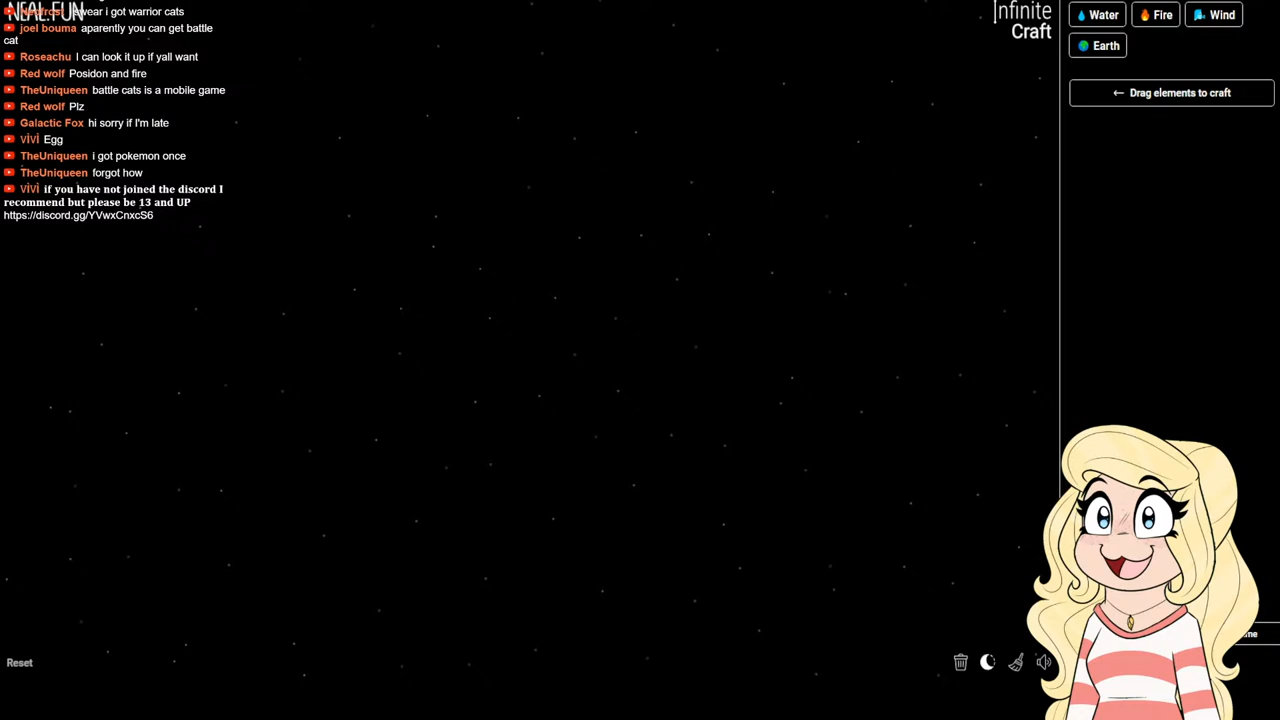 NEAL.FUN
swear i got warrior cats
joel bouma aparently you can get battle
cat
Roseachu I can look it up if yall want
Red wolf Posidon and fire
TheUniqueen battle cats is a mobile game
Red wolf Plz
Galactic Fox hi sorry if I'm late
vivi Egg
TheUniqueen i got pokemon once
TheUniqueen forgot how
vivi if you have not joined the discord I
recommend but please be 13 and UP
https://discord.gg/YVwxCnxcS6
Infinite
Craft
Water Fire Wind
Earth
← Drag elements to craft
Reset